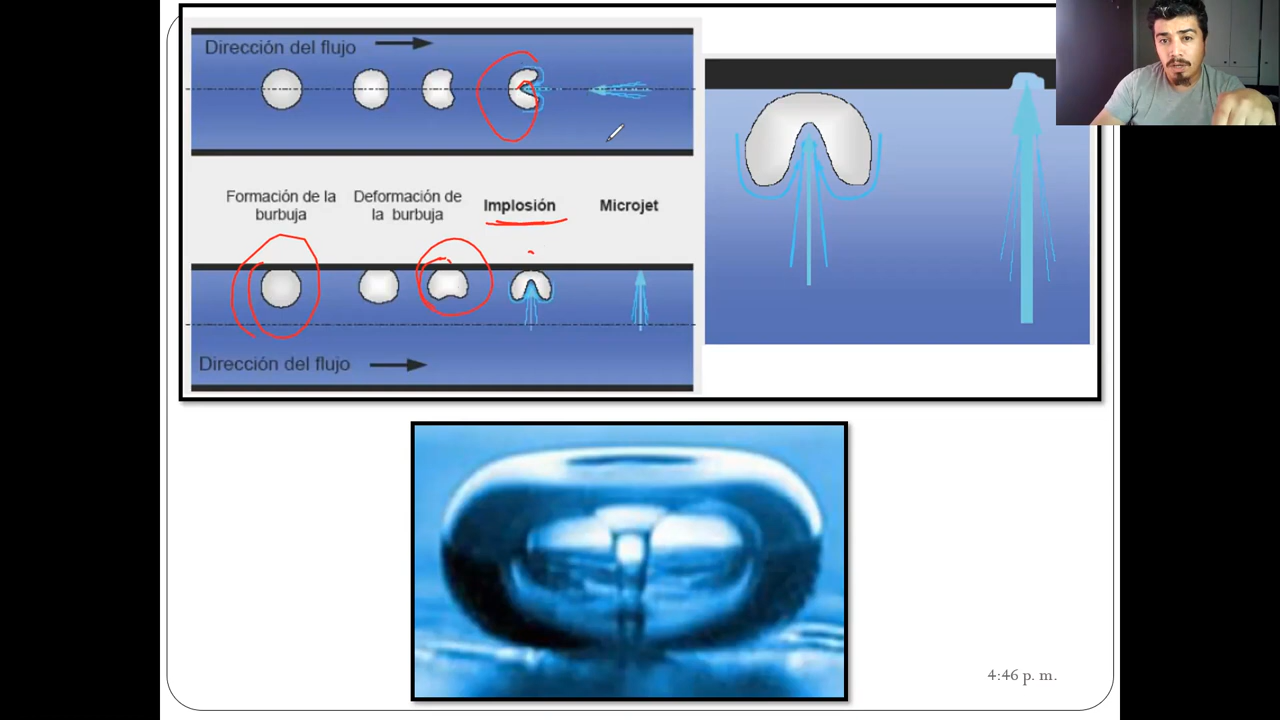 Dirección del flujo
Formación de la
burbuja
Deformación de
la burbuja
Implosión
Microjet
Dirección del flujo
4:46 p. m.